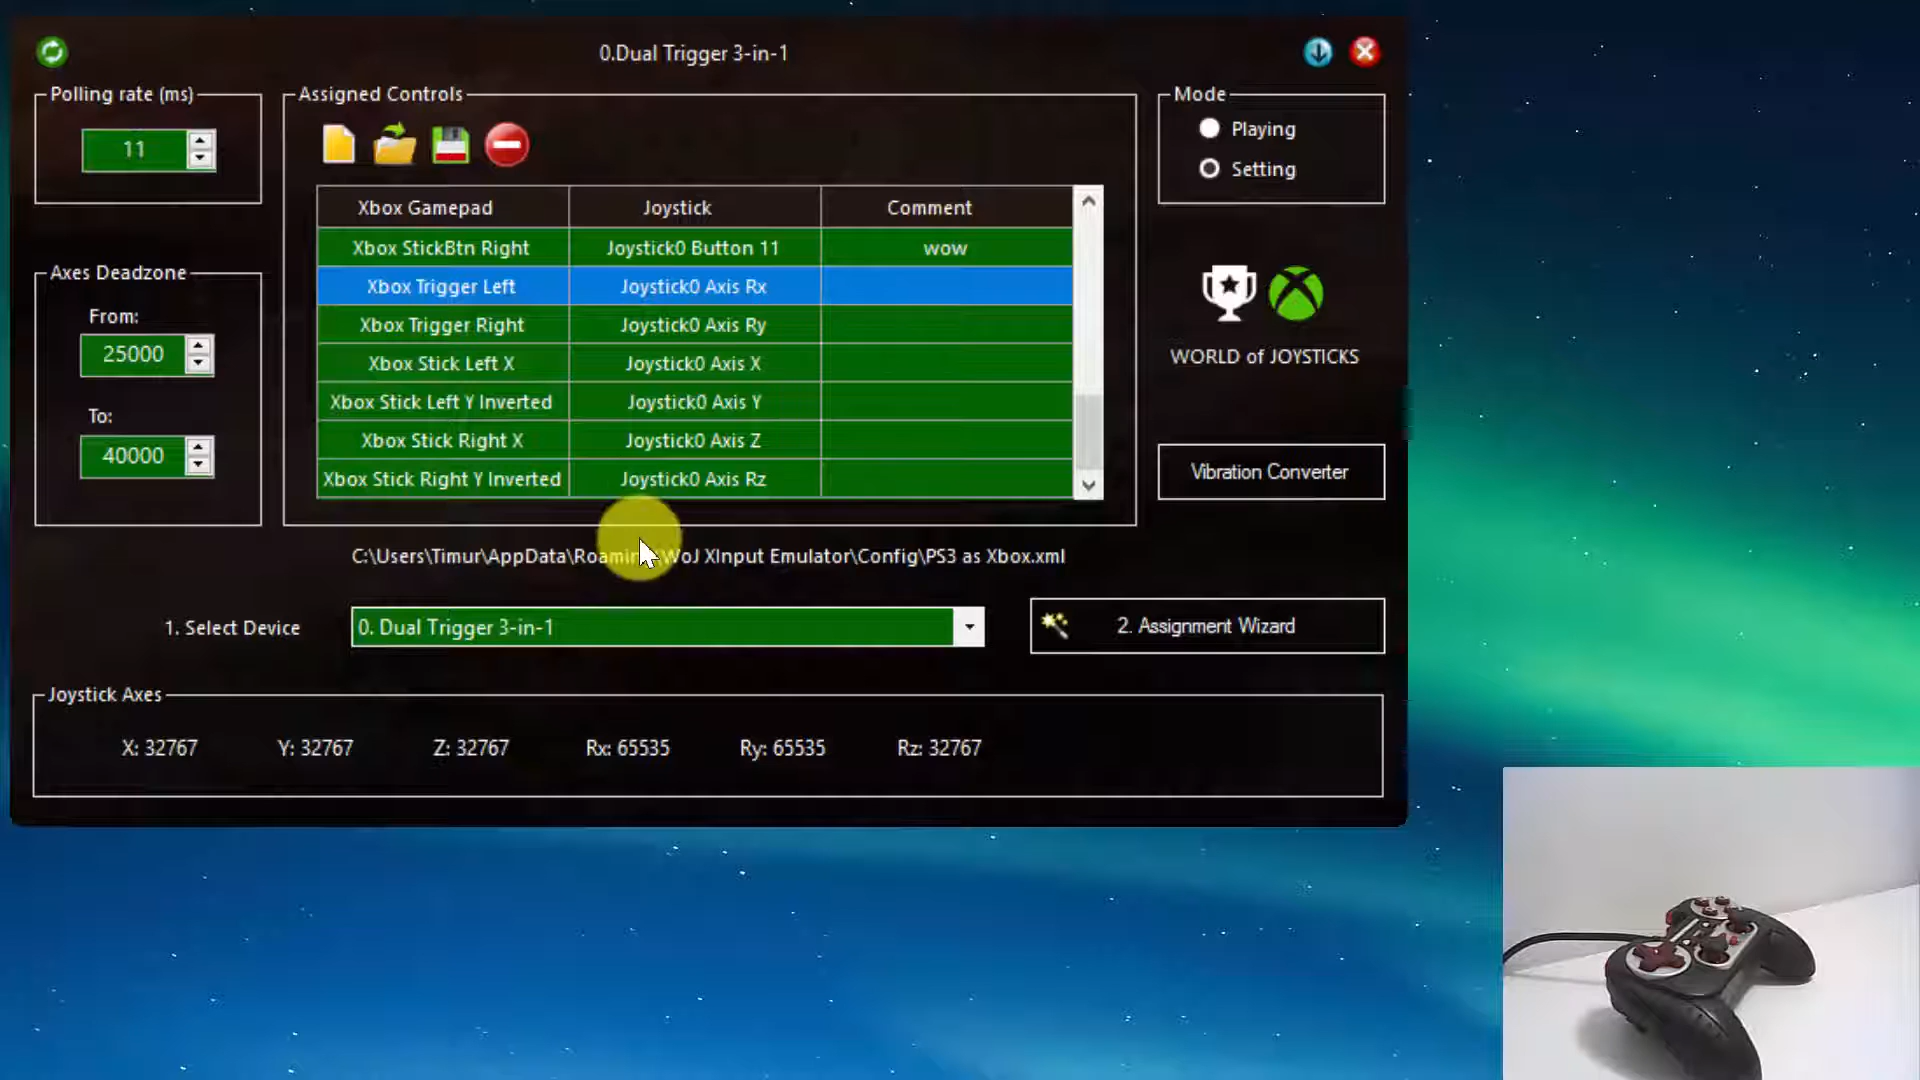 0.Dual Trigger 3-in-1
Polling rate (ms)
11
Axes Deadzone
From:
25000
To:
40000
Assigned Controls
Xbox Gamepad Joystick Comment
Xbox StickBtn Right Joystick0 Button 11 wow
Xbox Trigger Left Joystick0 Axis Rx
Xbox Trigger Right Joystick0 Axis Ry
Xbox Stick Left X Joystick0 Axis X
Xbox Stick Left Y Inverted Joystick0 Axis Y
Xbox Stick Right X Joystick0 Axis Z
Xbox Stick Right Y Inverted Joystick0 Axis Rz
Mode
Playing
Setting
WORLD of JOYSTICKS
Vibration Converter
C:\Users\Timur\AppData\Roaming\WoJ XInput Emulator\Config\PS3 as Xbox.xml
1. Select Device 0. Dual Trigger 3-in-1 2. Assignment Wizard
Joystick Axes
X: 32767 Y: 32767 Z: 32767 Rx: 65535 Ry: 65535 Rz: 32767